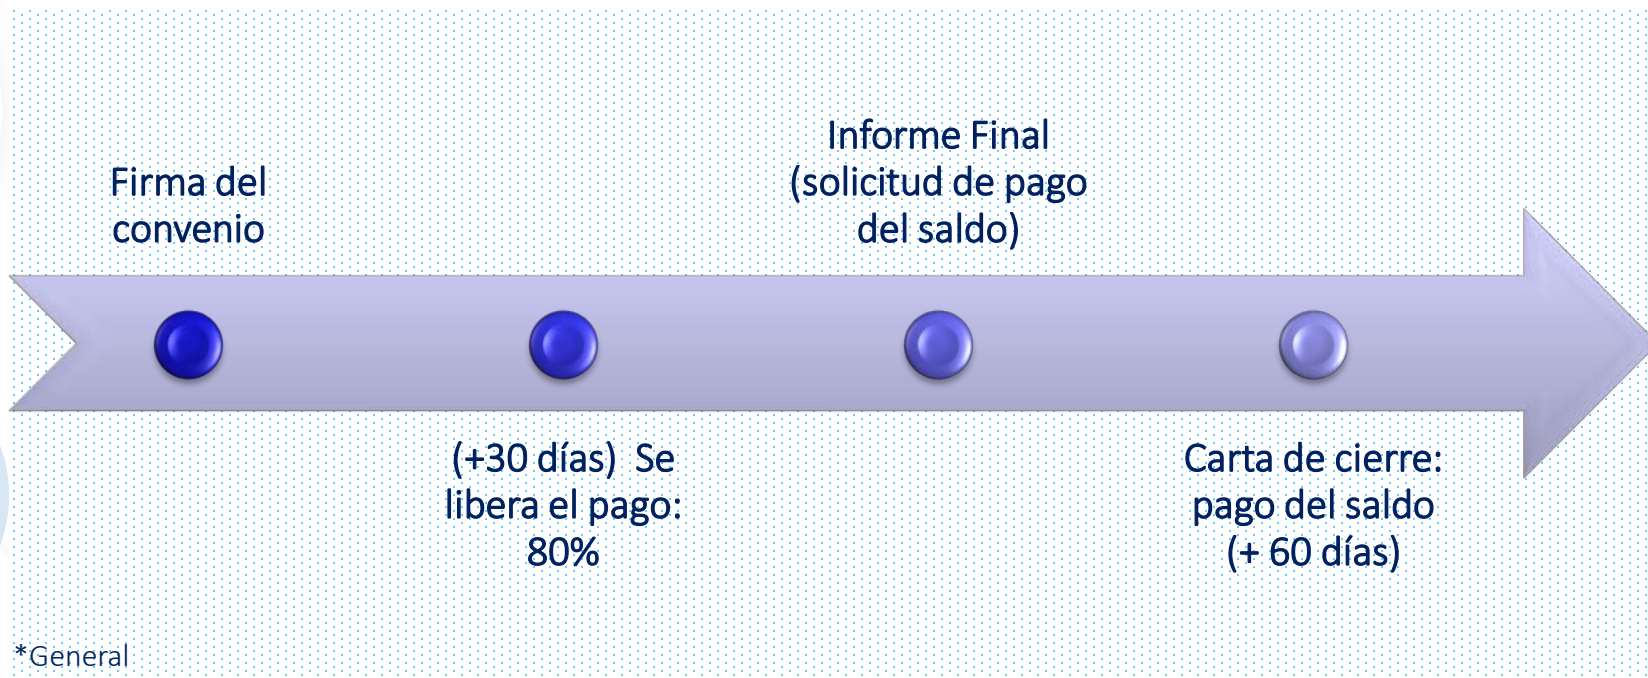 Firma del
convenio
(+30 días)  Se
libera el pago:
80%
Informe Final
(solicitud de pago
del saldo)
Carta de cierre:
pago del saldo
(+ 60 días)
*General